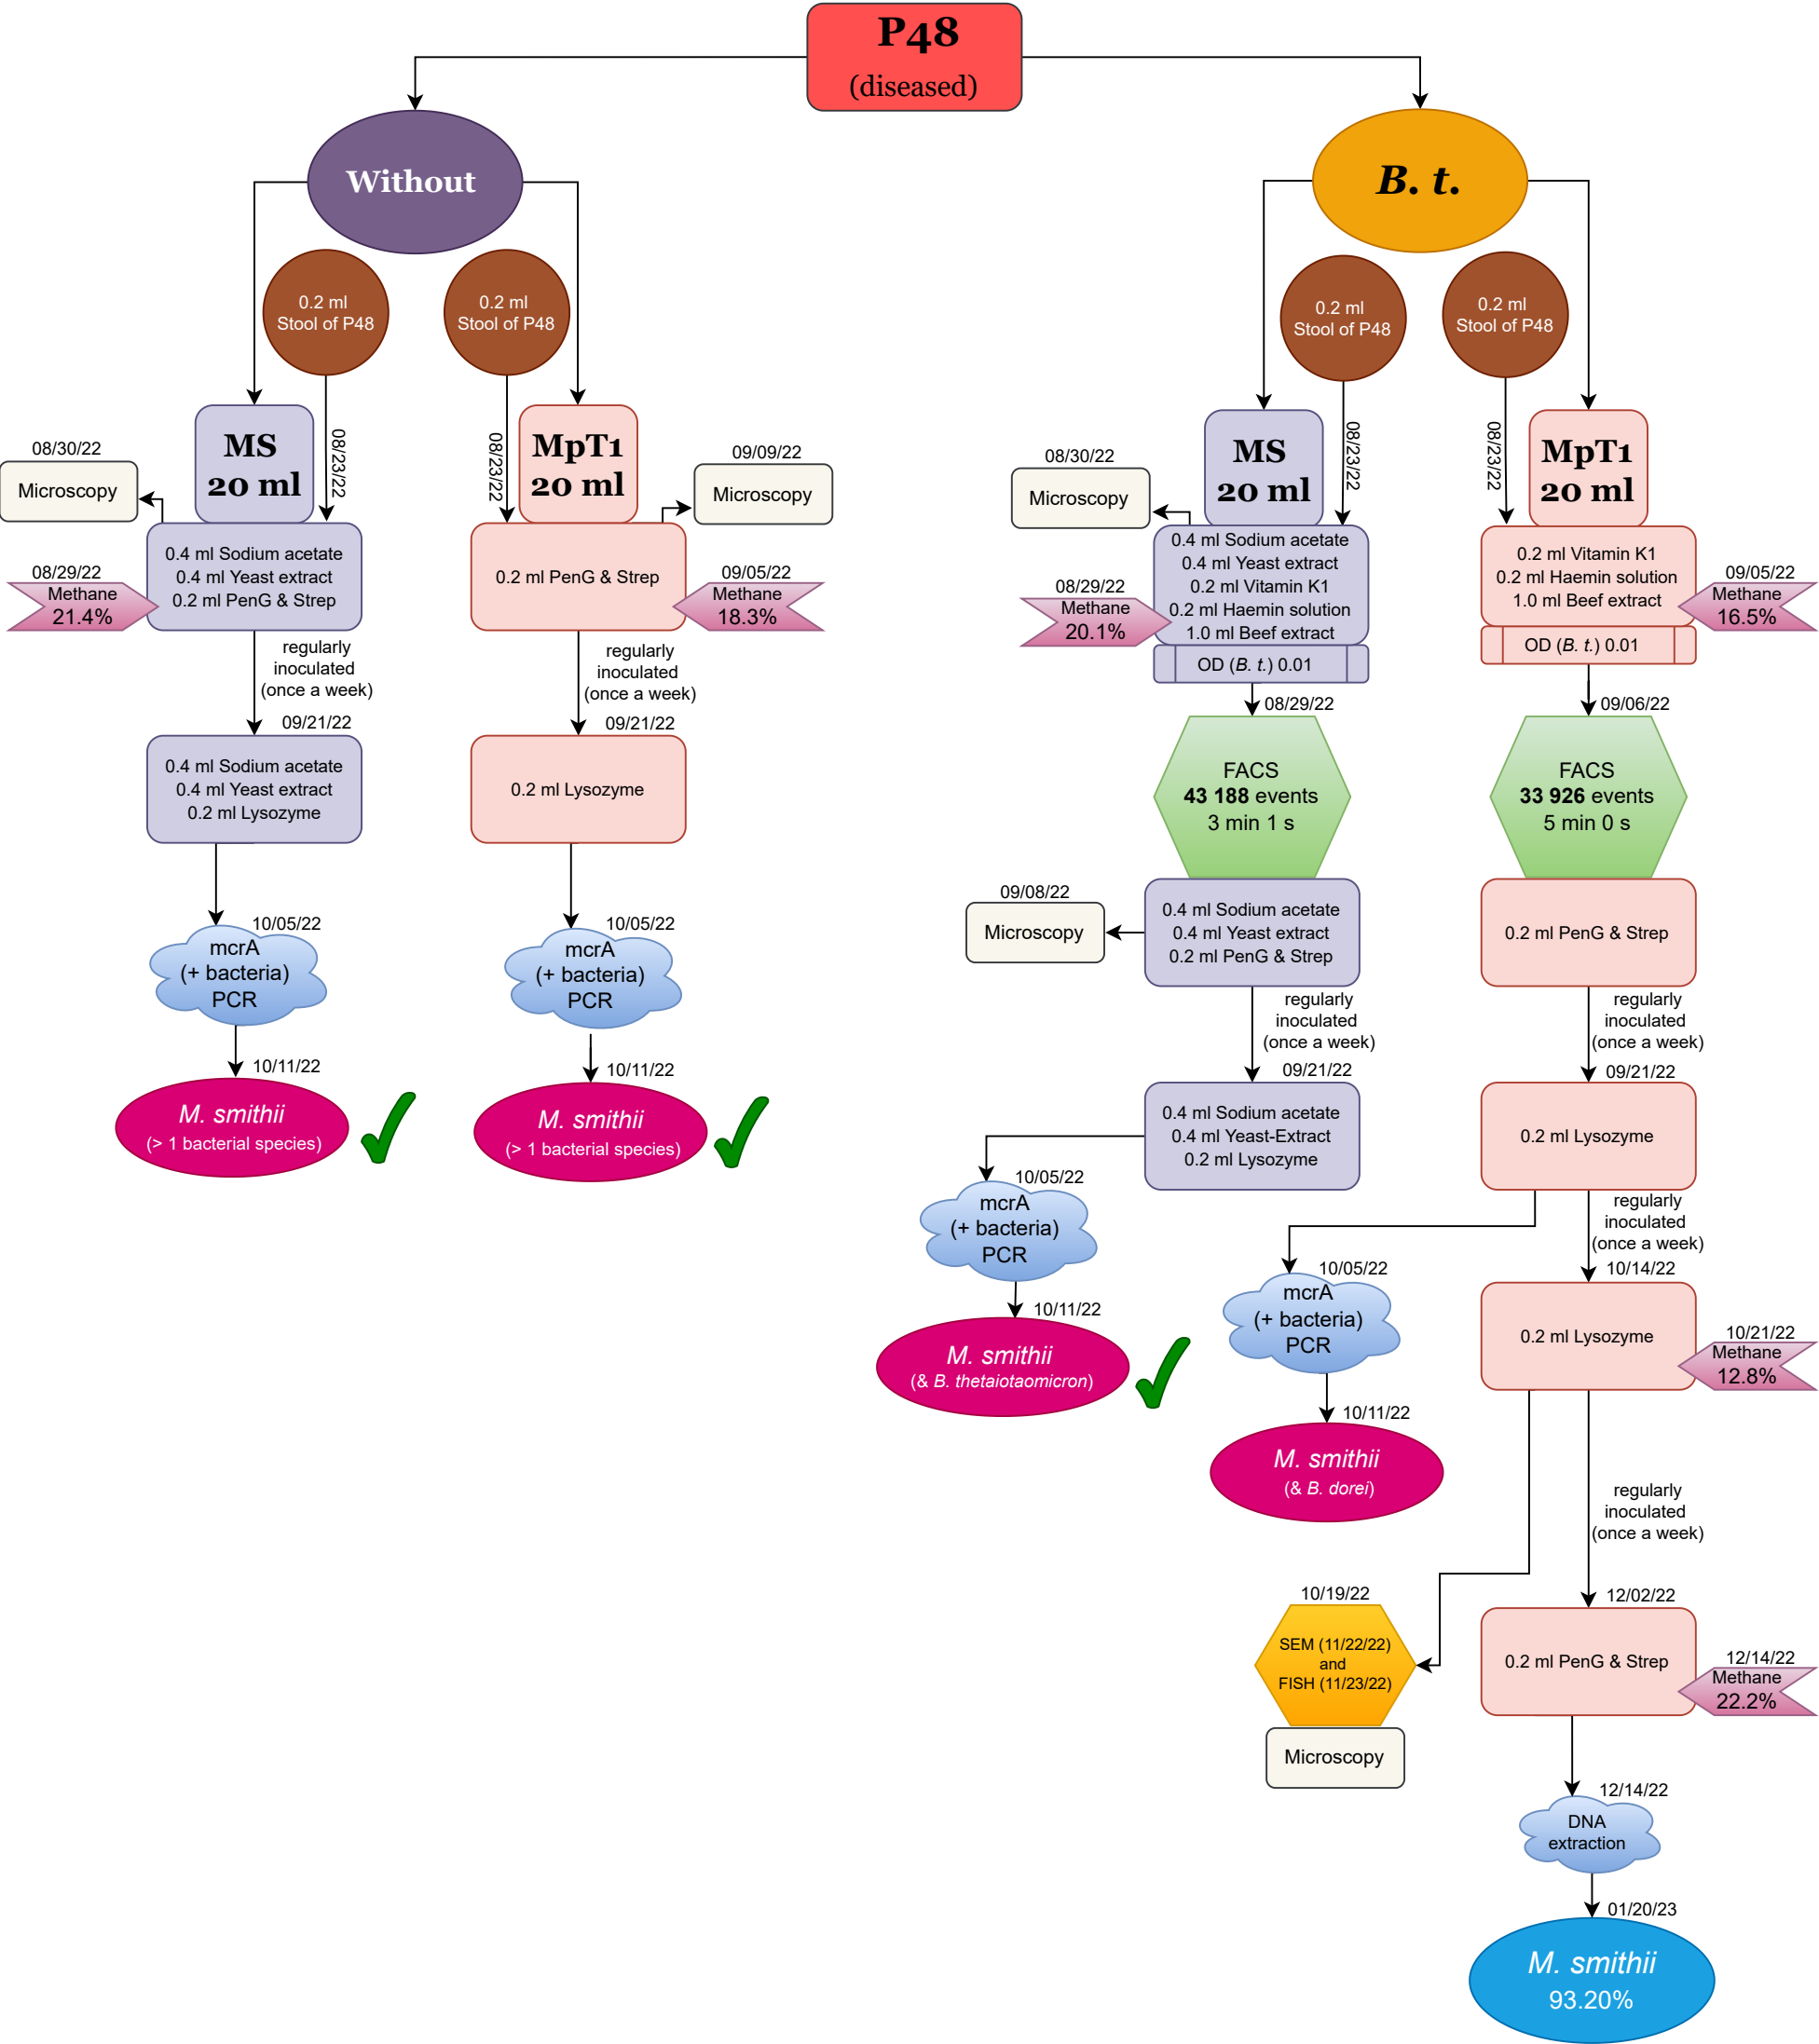 P48
(diseased)
Without
B. t.
0.2 ml
Stool of P48
0.2 ml
Stool of P48
0.2 ml
Stool of P48
0.2 ml
Stool of P48
MS
20 ml
08/23/22
08/30/22
Microscopy
0.4 ml Sodium acetate
0.4 ml Yeast extract
0.2 ml PenG & Strep
08/29/22
Methane
21.4%
regularly
inoculated
(once a week)
09/21/22
0.4 ml Sodium acetate
0.4 ml Yeast extract
0.2 ml Lysozyme
10/05/22
mcrA
(+ bacteria)
PCR
10/11/22
M. smithii
(> 1 bacterial species)
08/23/22
MpT1
20 ml
09/09/22
Microscopy
0.2 ml PenG & Strep
09/05/22
Methane
18.3%
regularly
inoculated
(once a week)
09/21/22
0.2 ml Lysozyme
10/05/22
mcrA
(+ bacteria)
PCR
10/11/22
M. smithii
(> 1 bacterial species)
MS
20 ml
08/23/22
08/30/22
Microscopy
0.4 ml Sodium acetate
0.4 ml Yeast extract
0.2 ml Vitamin K1
0.2 ml Haemin solution
1.0 ml Beef extract
08/29/22
Methane
20.1%
OD (B. t.) 0.01
08/29/22
FACS
43 188 events
3 min 1 s
09/08/22
Microscopy
0.4 ml Sodium acetate
0.4 ml Yeast extract
0.2 ml PenG & Strep
regularly
inoculated
(once a week)
09/21/22
0.4 ml Sodium acetate
0.4 ml Yeast-Extract
0.2 ml Lysozyme
10/05/22
mcrA
(+ bacteria)
PCR
10/11/22
M. smithii
(& B. thetaiotaomicron)
08/23/22
MpT1
20 ml
0.2 ml Vitamin K1
0.2 ml Haemin solution
1.0 ml Beef extract
09/05/22
Methane
16.5%
OD (B. t.) 0.01
09/06/22
FACS
33 926 events
5 min 0 s
0.2 ml PenG & Strep
regularly
inoculated
(once a week)
09/21/22
0.2 ml Lysozyme
regularly
inoculated
(once a week)
10/05/22
mcrA
(+ bacteria)
PCR
10/11/22
M. smithii
(& B. dorei)
10/14/22
0.2 ml Lysozyme
10/21/22
Methane
12.8%
regularly
inoculated
(once a week)
10/19/22
SEM (11/22/22)
and
FISH (11/23/22)
Microscopy
12/02/22
0.2 ml PenG & Strep
12/14/22
Methane
22.2%
12/14/22
DNA
extraction
01/20/23
M. smithii
93.20%